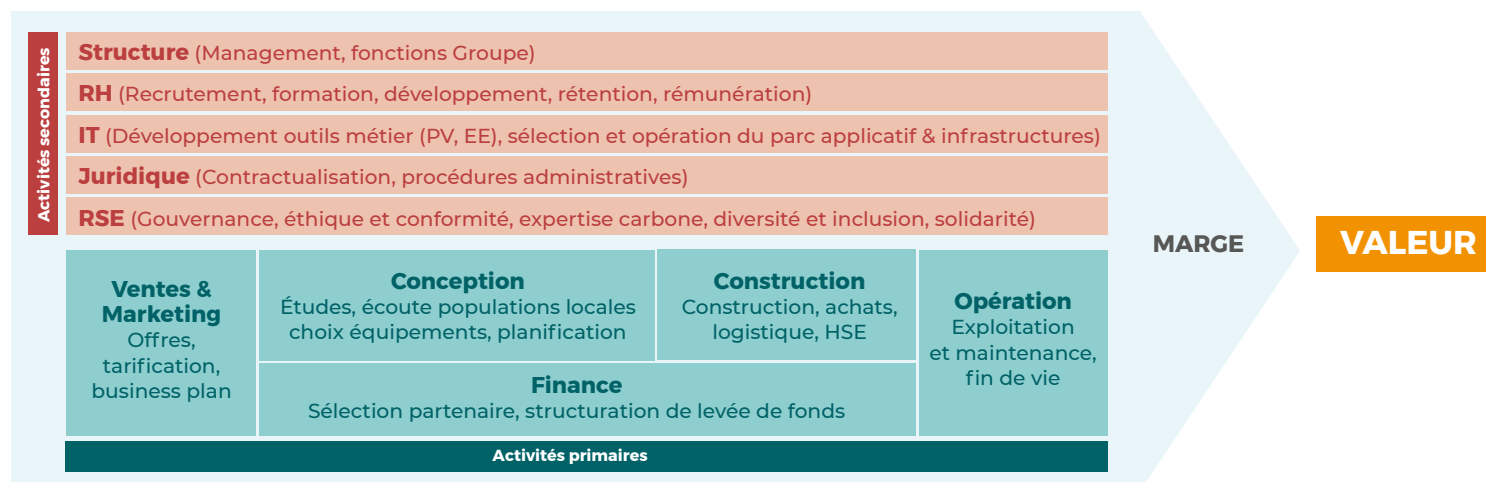 Activités secondaires
Structure (Management, fonctions Groupe)
RH (Recrutement, formation, développement, rétention, rémunération)
IT (Développement outils métier (PV, EE), sélection et opération du parc applicatif & infrastructures)
Juridique (Contractualisation, procédures administratives)
RSE (Gouvernance, éthique et conformité, expertise carbone, diversité et inclusion, solidarité)
Ventes &
Marketing
Offres,
tarification,
business plan
Conception
Études, écoute populations locales
choix équipements, planification
Construction
Construction, achats,
logistique, HSE
Finance
Sélection partenaire, structuration de levée de fonds
Opération
Exploitation
et maintenance,
fin de vie
Activités primaires
MARGE
VALEUR